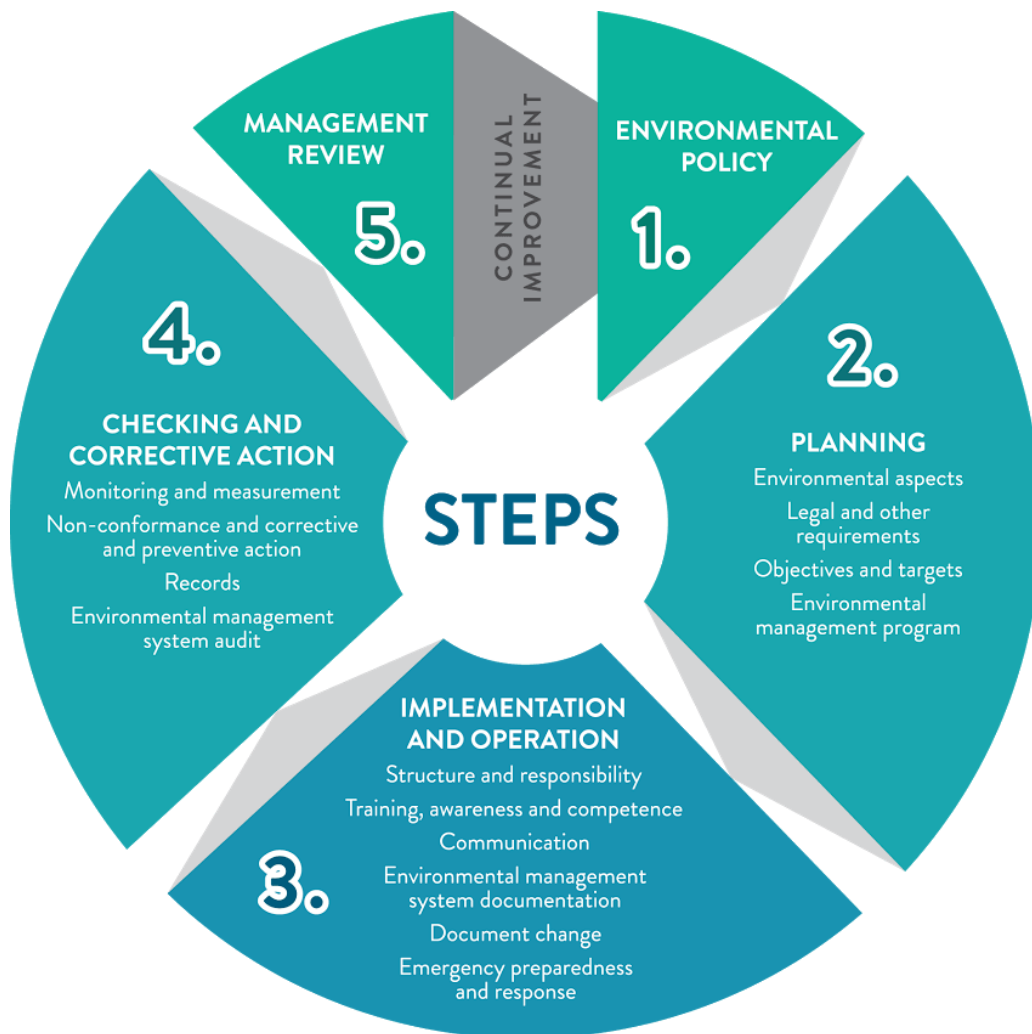 ENVIRONMENTAL
POLICY
1.
2.
PLANNING
Environmental aspects
Legal and other
requirements
Objectives and targets
Environmental
management program
IMPLEMENTATION
AND OPERATION
Structure and responsibility
Training, awareness and competence
Communication
Environmental management
system documentation
Document change
Emergency preparedness
and response
3.
4.
CHECKING AND
CORRECTIVE ACTION
Monitoring and measurement
Non-conformance and corrective
and preventive action
Records
Environmental management
system audit
MANAGEMENT
REVIEW
5.
CONTINUAL
IMPROVEMENT
STEPS